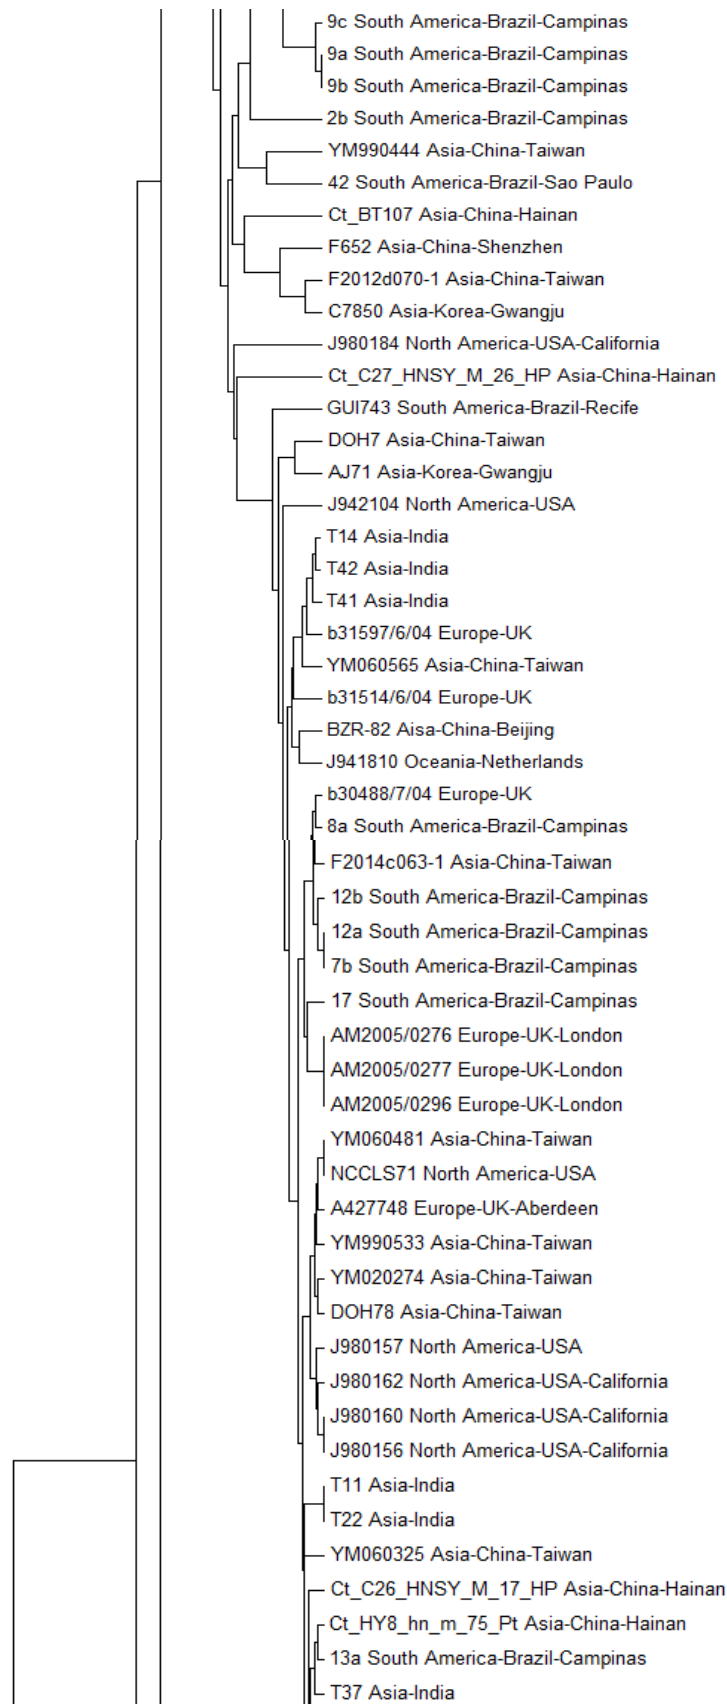 9c South America-Brazil-Campinas
9a South America-Brazil-Campinas
9b South America-Brazil-Campinas
2b South America-Brazil-Campinas
YM990444 Asia-China-Taiwan
42 South America-Brazil-Sao Paulo
Ct_BT107 Asia-China-Hainan
F652 Asia-China-Shenzhen
F2012d070-1 Asia-China-Taiwan
C7850 Asia-Korea-Gwangju
J980184 North America-USA-California
Ct_C27_HNSY_M_26_HP Asia-China-Hainan
GUI743 South America-Brazil-Recife
DOH7 Asia-China-Taiwan
AJ71 Asia-Korea-Gwangju
J942104 North America-USA
T14 Asia-India
T42 Asia-India
T41 Asia-India
b31597/6/04 Europe-UK
YM060565 Asia-China-Taiwan
b31514/6/04 Europe-UK
BZR-82 Aisa-China-Beijing
J941810 Oceania-Netherlands
b30488/7/04 Europe-UK
8a South America-Brazil-Campinas
F2014c063-1 Asia-China-Taiwan
12b South America-Brazil-Campinas
12a South America-Brazil-Campinas
7b South America-Brazil-Campinas
17 South America-Brazil-Campinas
AM2005/0276 Europe-UK-London
AM2005/0277 Europe-UK-London
AM2005/0296 Europe-UK-London
YM060481 Asia-China-Taiwan
NCCLS71 North America-USA
A427748 Europe-UK-Aberdeen
YM990533 Asia-China-Taiwan
YM020274 Asia-China-Taiwan
DOH78 Asia-China-Taiwan
J980157 North America-USA
J980162 North America-USA-California
J980160 North America-USA-California
J980156 North America-USA-California
T11 Asia-India
T22 Asia-India
YM060325 Asia-China-Taiwan
Ct_C26_HNSY_M_17_HP Asia-China-Hainan
Ct_HY8_hn_m_75_Pt Asia-China-Hainan
13a South America-Brazil-Campinas
T37 Asia-India